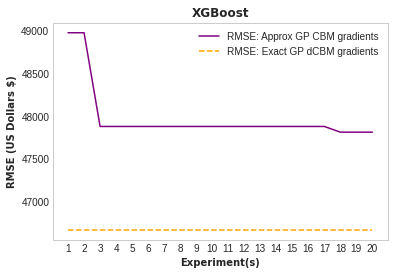 XGBoost
RMSE: Approx GP CBM gradients
RMSE: Exact GP dCBM gradients
RMSE (US Dollars $)
49000
48500
48000
47500
47000
1 2 3 4 5 6 7 8 9 10 11 12 13 14 15 16 17 18 19 20
Experiment(s)